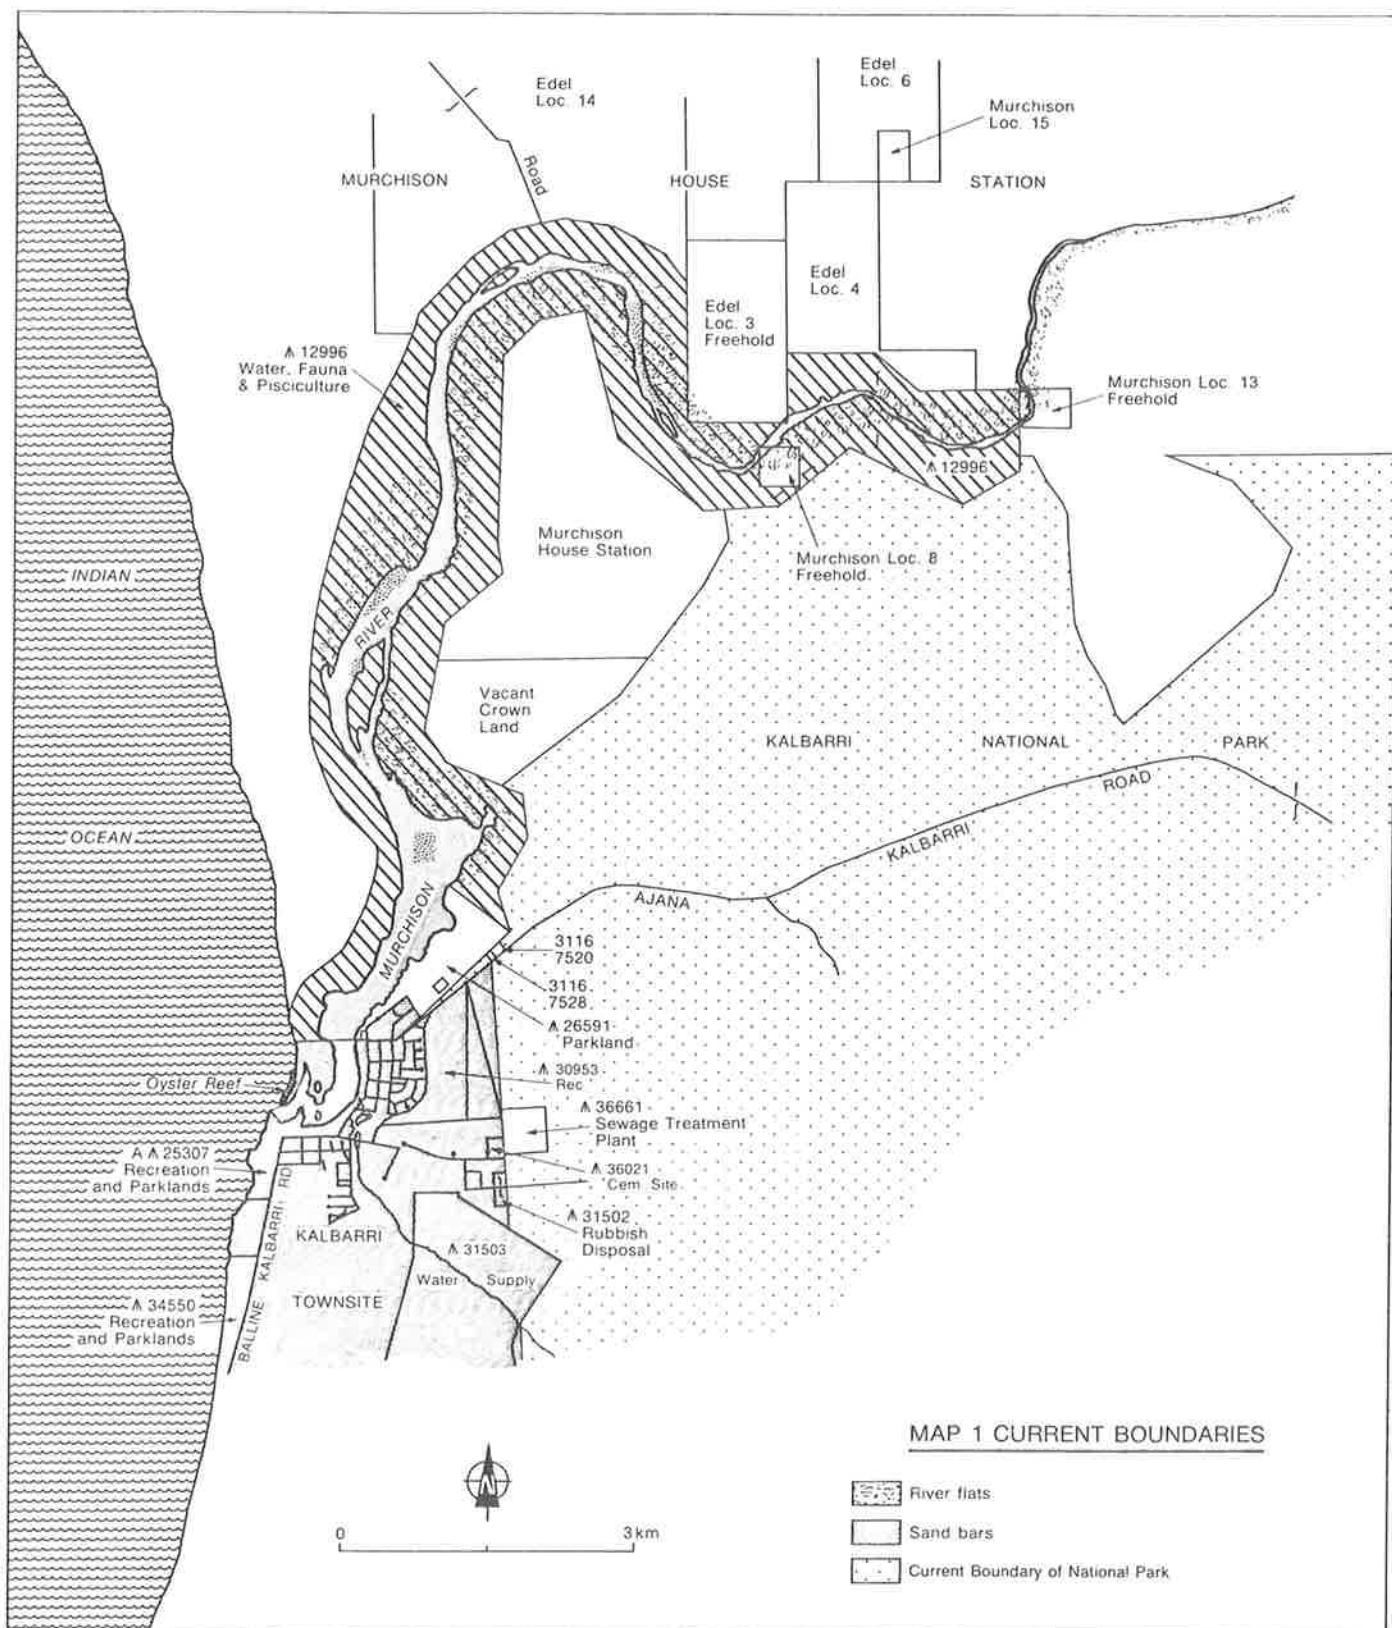 Edel
Loc. 14
Edel
Loc. 6
Murchison
Loc. 15
MURCHISON
Road
HOUSE
STATION
Edel
Loc. 4
Edel
Loc. 3
Freehold
12996
Water, Fauna
& Pisciculture
Murchison Loc. 13
Freehold
12996
Murchison
House Station
Murchison Loc. 8
Freehold.
INDIAN
RIVER
Vacant
Crown
Land
KALBARRI
NATIONAL
PARK
ROAD
OCEAN
KALBARRI
AJANA
MURCHISON
3116
7520
3116
7528
26591
Parkland
Oyster Reef
30953
Rec
36661
Sewage Treatment
Plant
A 25307
Recreation
and Parklands
36021
Cem Site
BALLINE KALBARRI RD
31502
Rubbish
Disposal
KALBARRI
31503
Water Supply
TOWNSITE
34550
Recreation
and Parklands
MAP 1 CURRENT BOUNDARIES
N
River flats
0 3km
Sand bars
Current Boundary of National Park